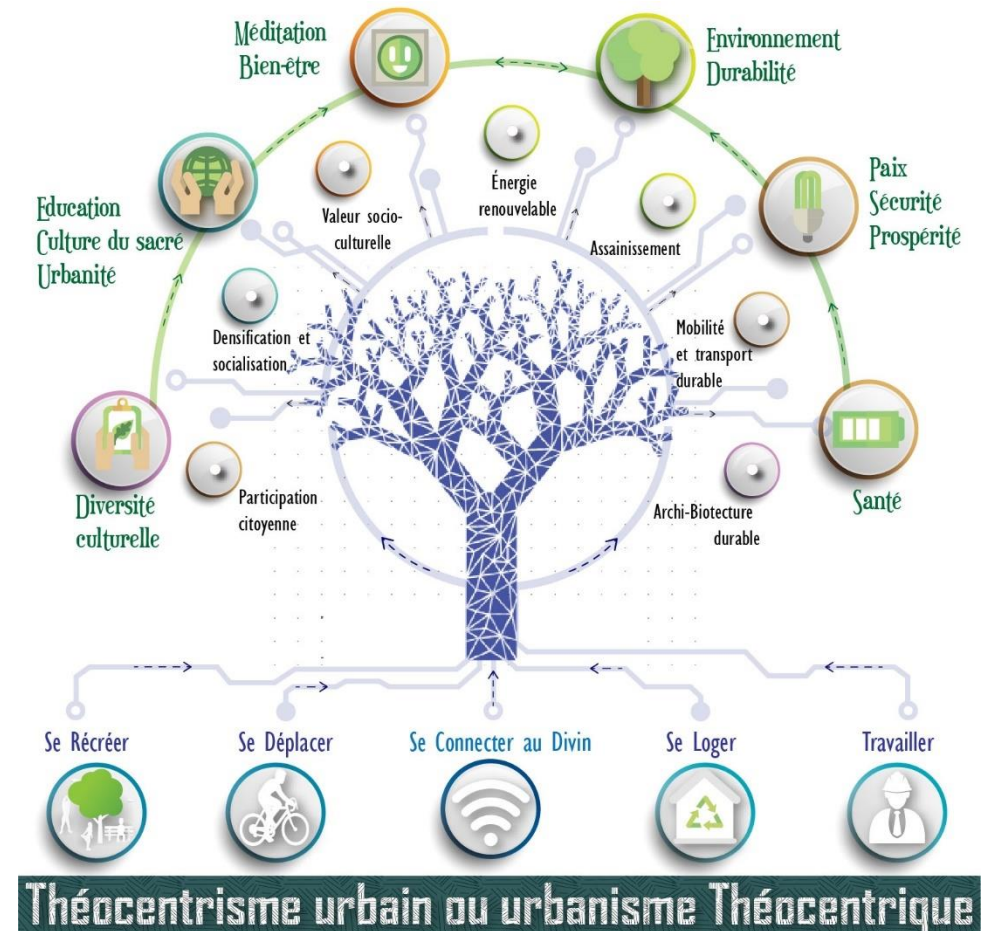 Méditation
Bien-être
Environnement
Durabilité
Education
Culture du sacré
Urbanité
Valeur socio-
culturelle
Énergie
renouvelable
Assainissement
Paix
Sécurité
Prospérité
Densification et
socialisation
Mobilité
et transport
durable
Diversité
culturelle
Participation
citoyenne
Archi-Biotecture
durable
Santé
Se Récréer
Se Déplacer
Se Connecter au Divin
Se Loger
Travailler
Théocentrisme urbain ou urbanisme Théocentrique